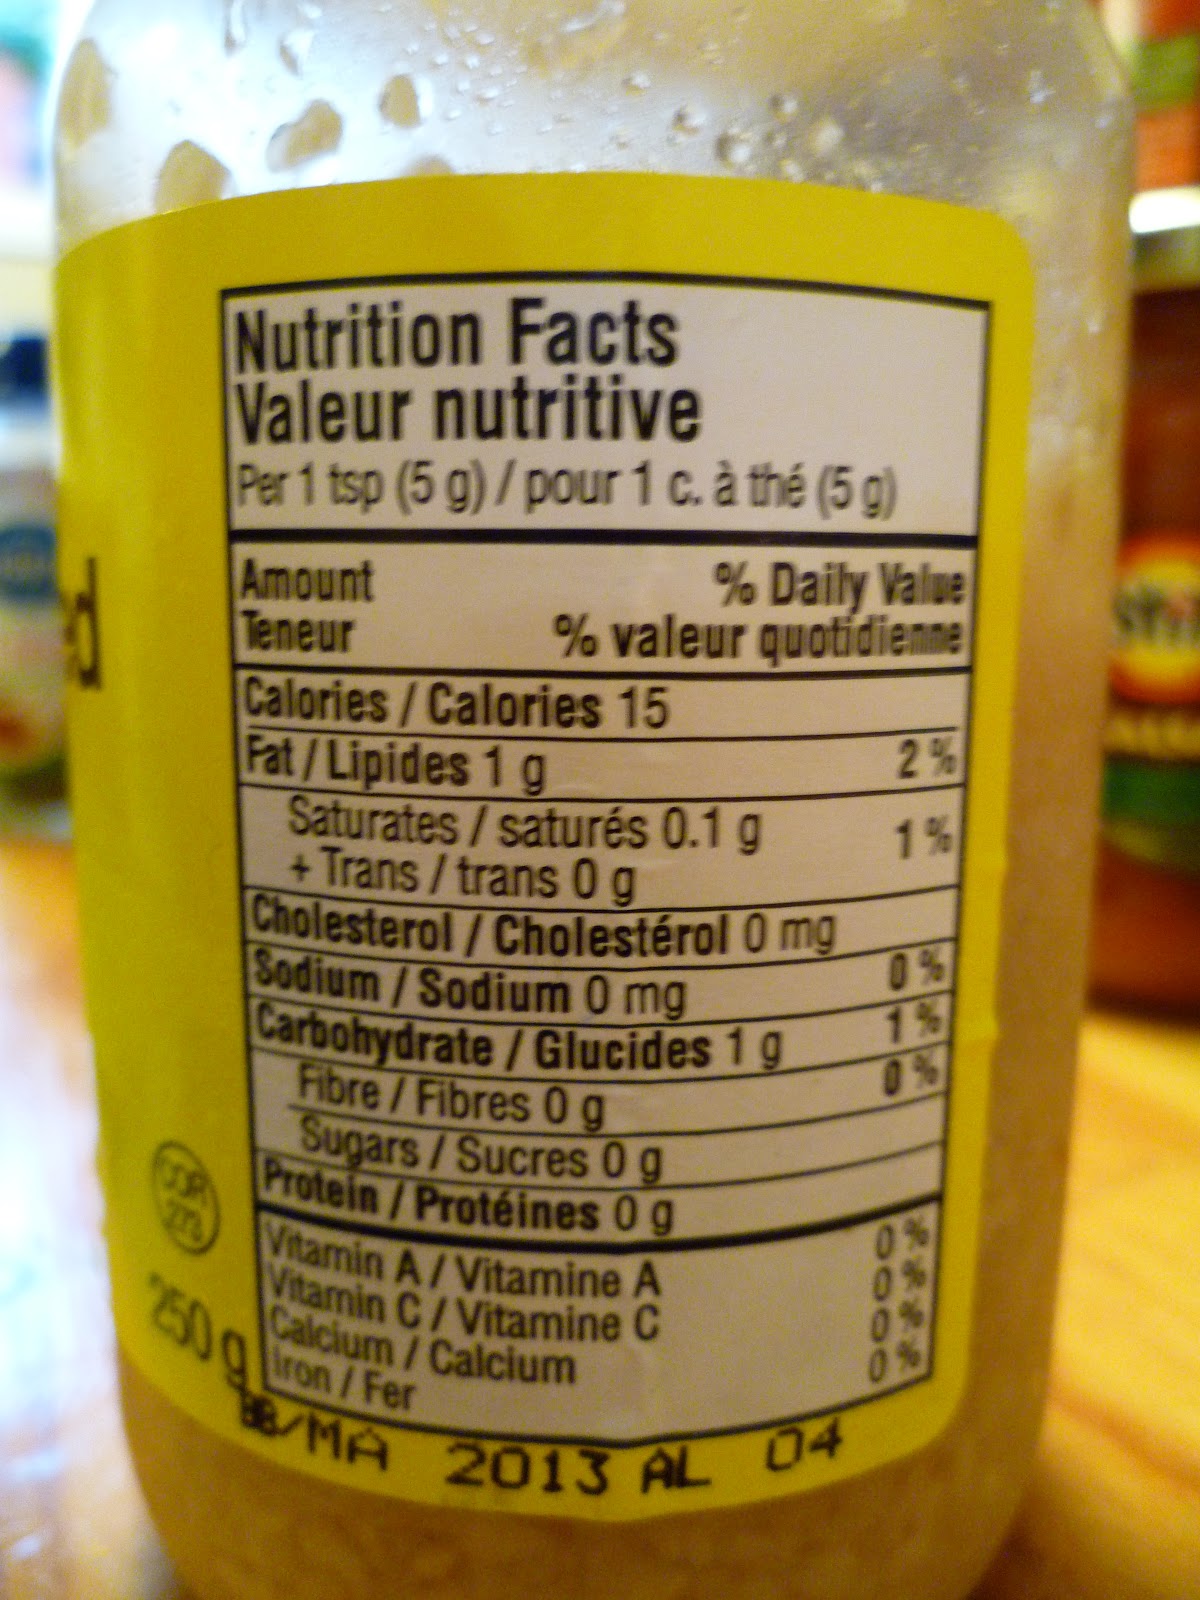 Nutrition Facts
Valeur nutritive
Per 1 tsp (5 g) / pour 1 c. à thé (5 g)
Amount % Daily Value
Teneur % valeur quotidienne
Calories / Calories 15
Fat / Lipides 1 g 2 %
Saturates / saturés 0.1 g 1 %
+ Trans / trans 0 g
Cholesterol / Cholestérol 0 mg
Sodium / Sodium 0 mg 0 %
Carbohydrate / Glucides 1 g 1 %
Fibre / Fibres 0 g 0 %
Sugars / Sucres 0 g
Protein / Protéines 0 g
Vitamin A / Vitamine A 0 %
Vitamin C / Vitamine C 0 %
Calcium / Calcium 0 %
Iron / Fer 0 %
COR
273
250 g
BB/MA 2013 AL 04